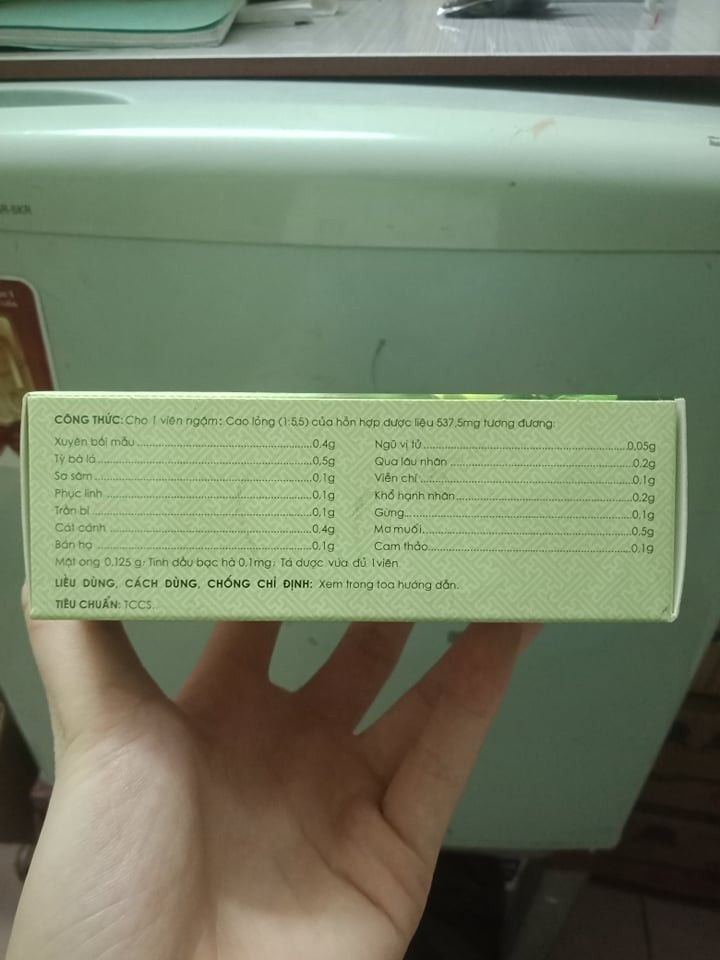 CÔNG THỨC: Cho 1 viên ngậm: Cao lỏng (1:5,5) của hỗn hợp dược liệu 537,5mg tương đương:
Xuyên bối mẫu........................................0,4g
Tỳ bà lá........................................0,5g
Sa sâm........................................0,1g
Phục linh........................................0,1g
Trần bì........................................0,1g
Cát cánh........................................0,4g
Bán hạ........................................0,1g
Ngũ vị tử........................................0,05g
Qua lâu nhân........................................0,2g
Viễn chí........................................0,1g
Khổ hạnh nhân........................................0,2g
Gừng........................................0,1g
Mơ muối........................................0,5g
Cam thảo........................................0,1g
Mật ong 0,125 g; Tinh dầu bạc hà 0,1mg; Tá dược vừa đủ 1viên
LIỀU DÙNG, CÁCH DÙNG, CHỐNG CHỈ ĐỊNH: Xem trong toa hướng dẫn.
TIÊU CHUẨN: TCCS.